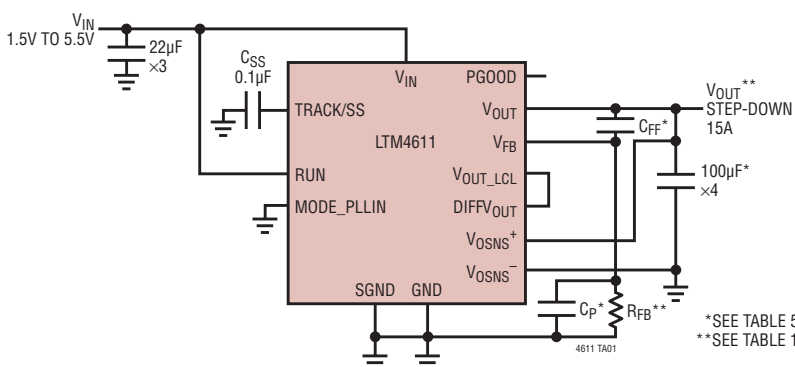 VIN
1.5V TO 5.5V
22µF
×3
CSS
0.1µF
VIN
PGOOD
TRACK/SS
VOUT
LTM4611
VFB
RUN
VOUT_LCL
MODE_PLLIN
DIFFVOUT
VOSNS+
VOSNS–
SGND
GND
CFF*
VOUT**
STEP-DOWN
15A
100µF*
×4
CP*
RFB**
4611 TA01
*SEE TABLE 5
**SEE TABLE 1